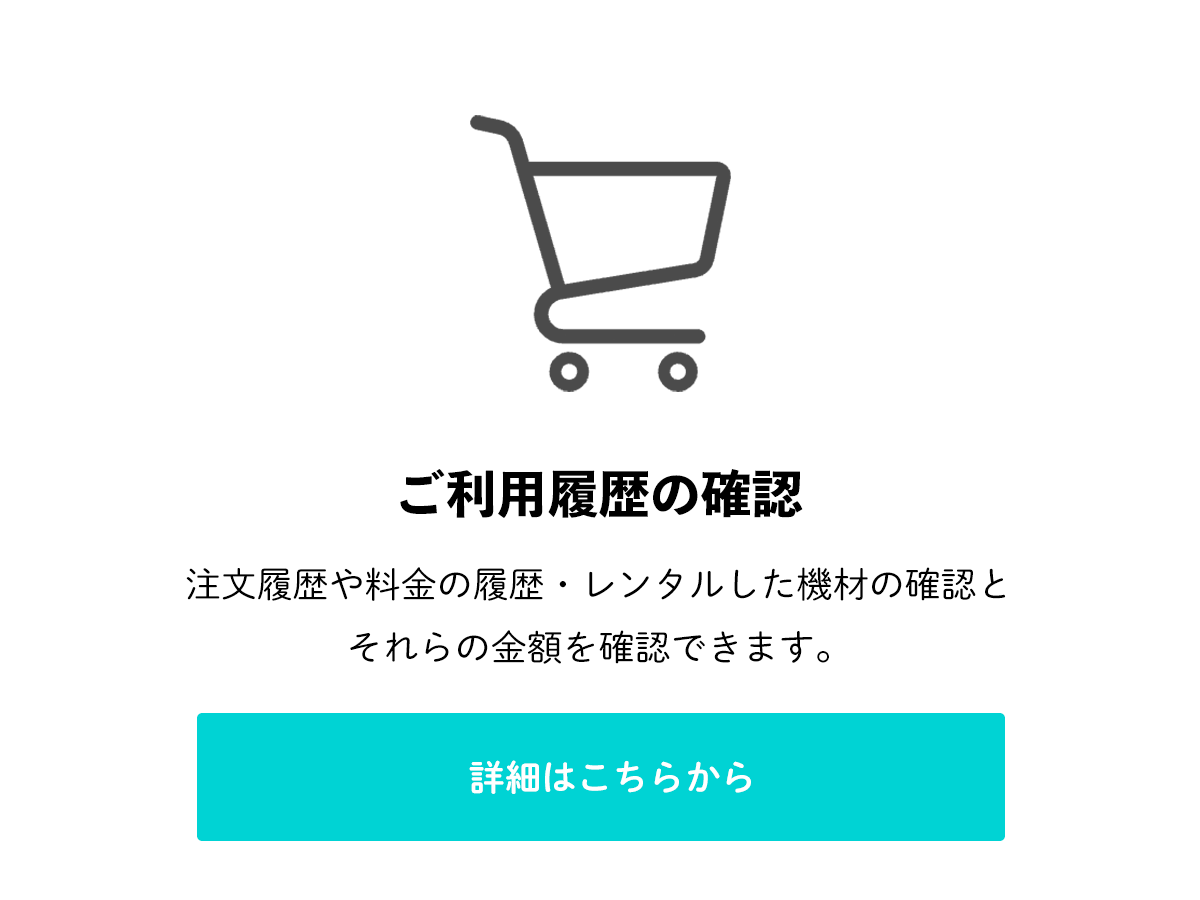 ご利用履歴の確認
注文履歴や料金の履歴・レンタルした機材の確認と
それらの金額を確認できます。
詳細はこちらから